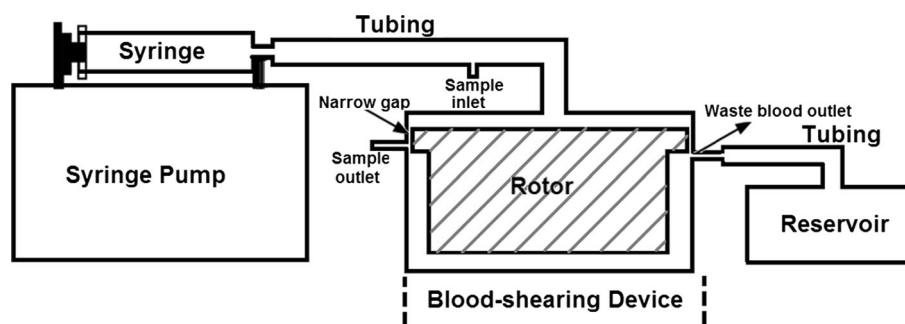 Tubing
Syringe
Sample
inlet
Narrow gap
Waste blood outlet
Tubing
Sample
outlet
Syringe Pump
Rotor
Reservoir
Blood-shearing Device